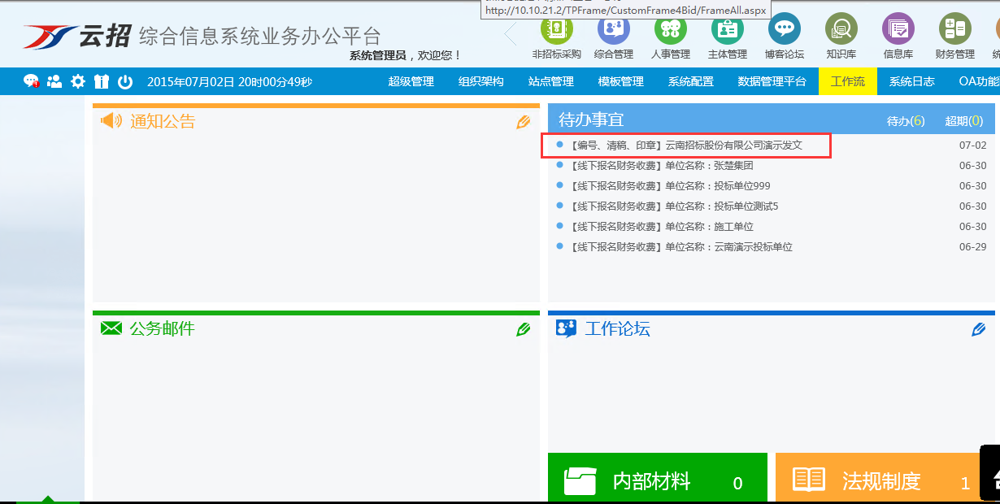 http://10.10.21.2/TPFrame/CustomFrame4Bid/FrameAll.aspx
云招 综合信息系统业务办公平台
系统管理员，欢迎您！
非招标采购 综合管理 人事管理 主体管理 博客论坛 知识库 信息库 财务管理
2015年07月02日 20时00分49秒 超级管理 组织架构 站点管理 模板管理 系统配置 数据管理平台 工作流 系统日志 OA功能
通知公告
待办事宜 待办(6) 超期(0)
【编号、清稿、印章】云南招标股份有限公司演示发文 07-02
【线下报名财务收费】单位名称：张楚集团 06-30
【线下报名财务收费】单位名称：投标单位999 06-30
【线下报名财务收费】单位名称：投标单位测试5 06-30
【线下报名财务收费】单位名称：施工单位 06-30
【线下报名财务收费】单位名称：云南演示投标单位 06-29
公务邮件
工作论坛
内部材料 0
法规制度 1